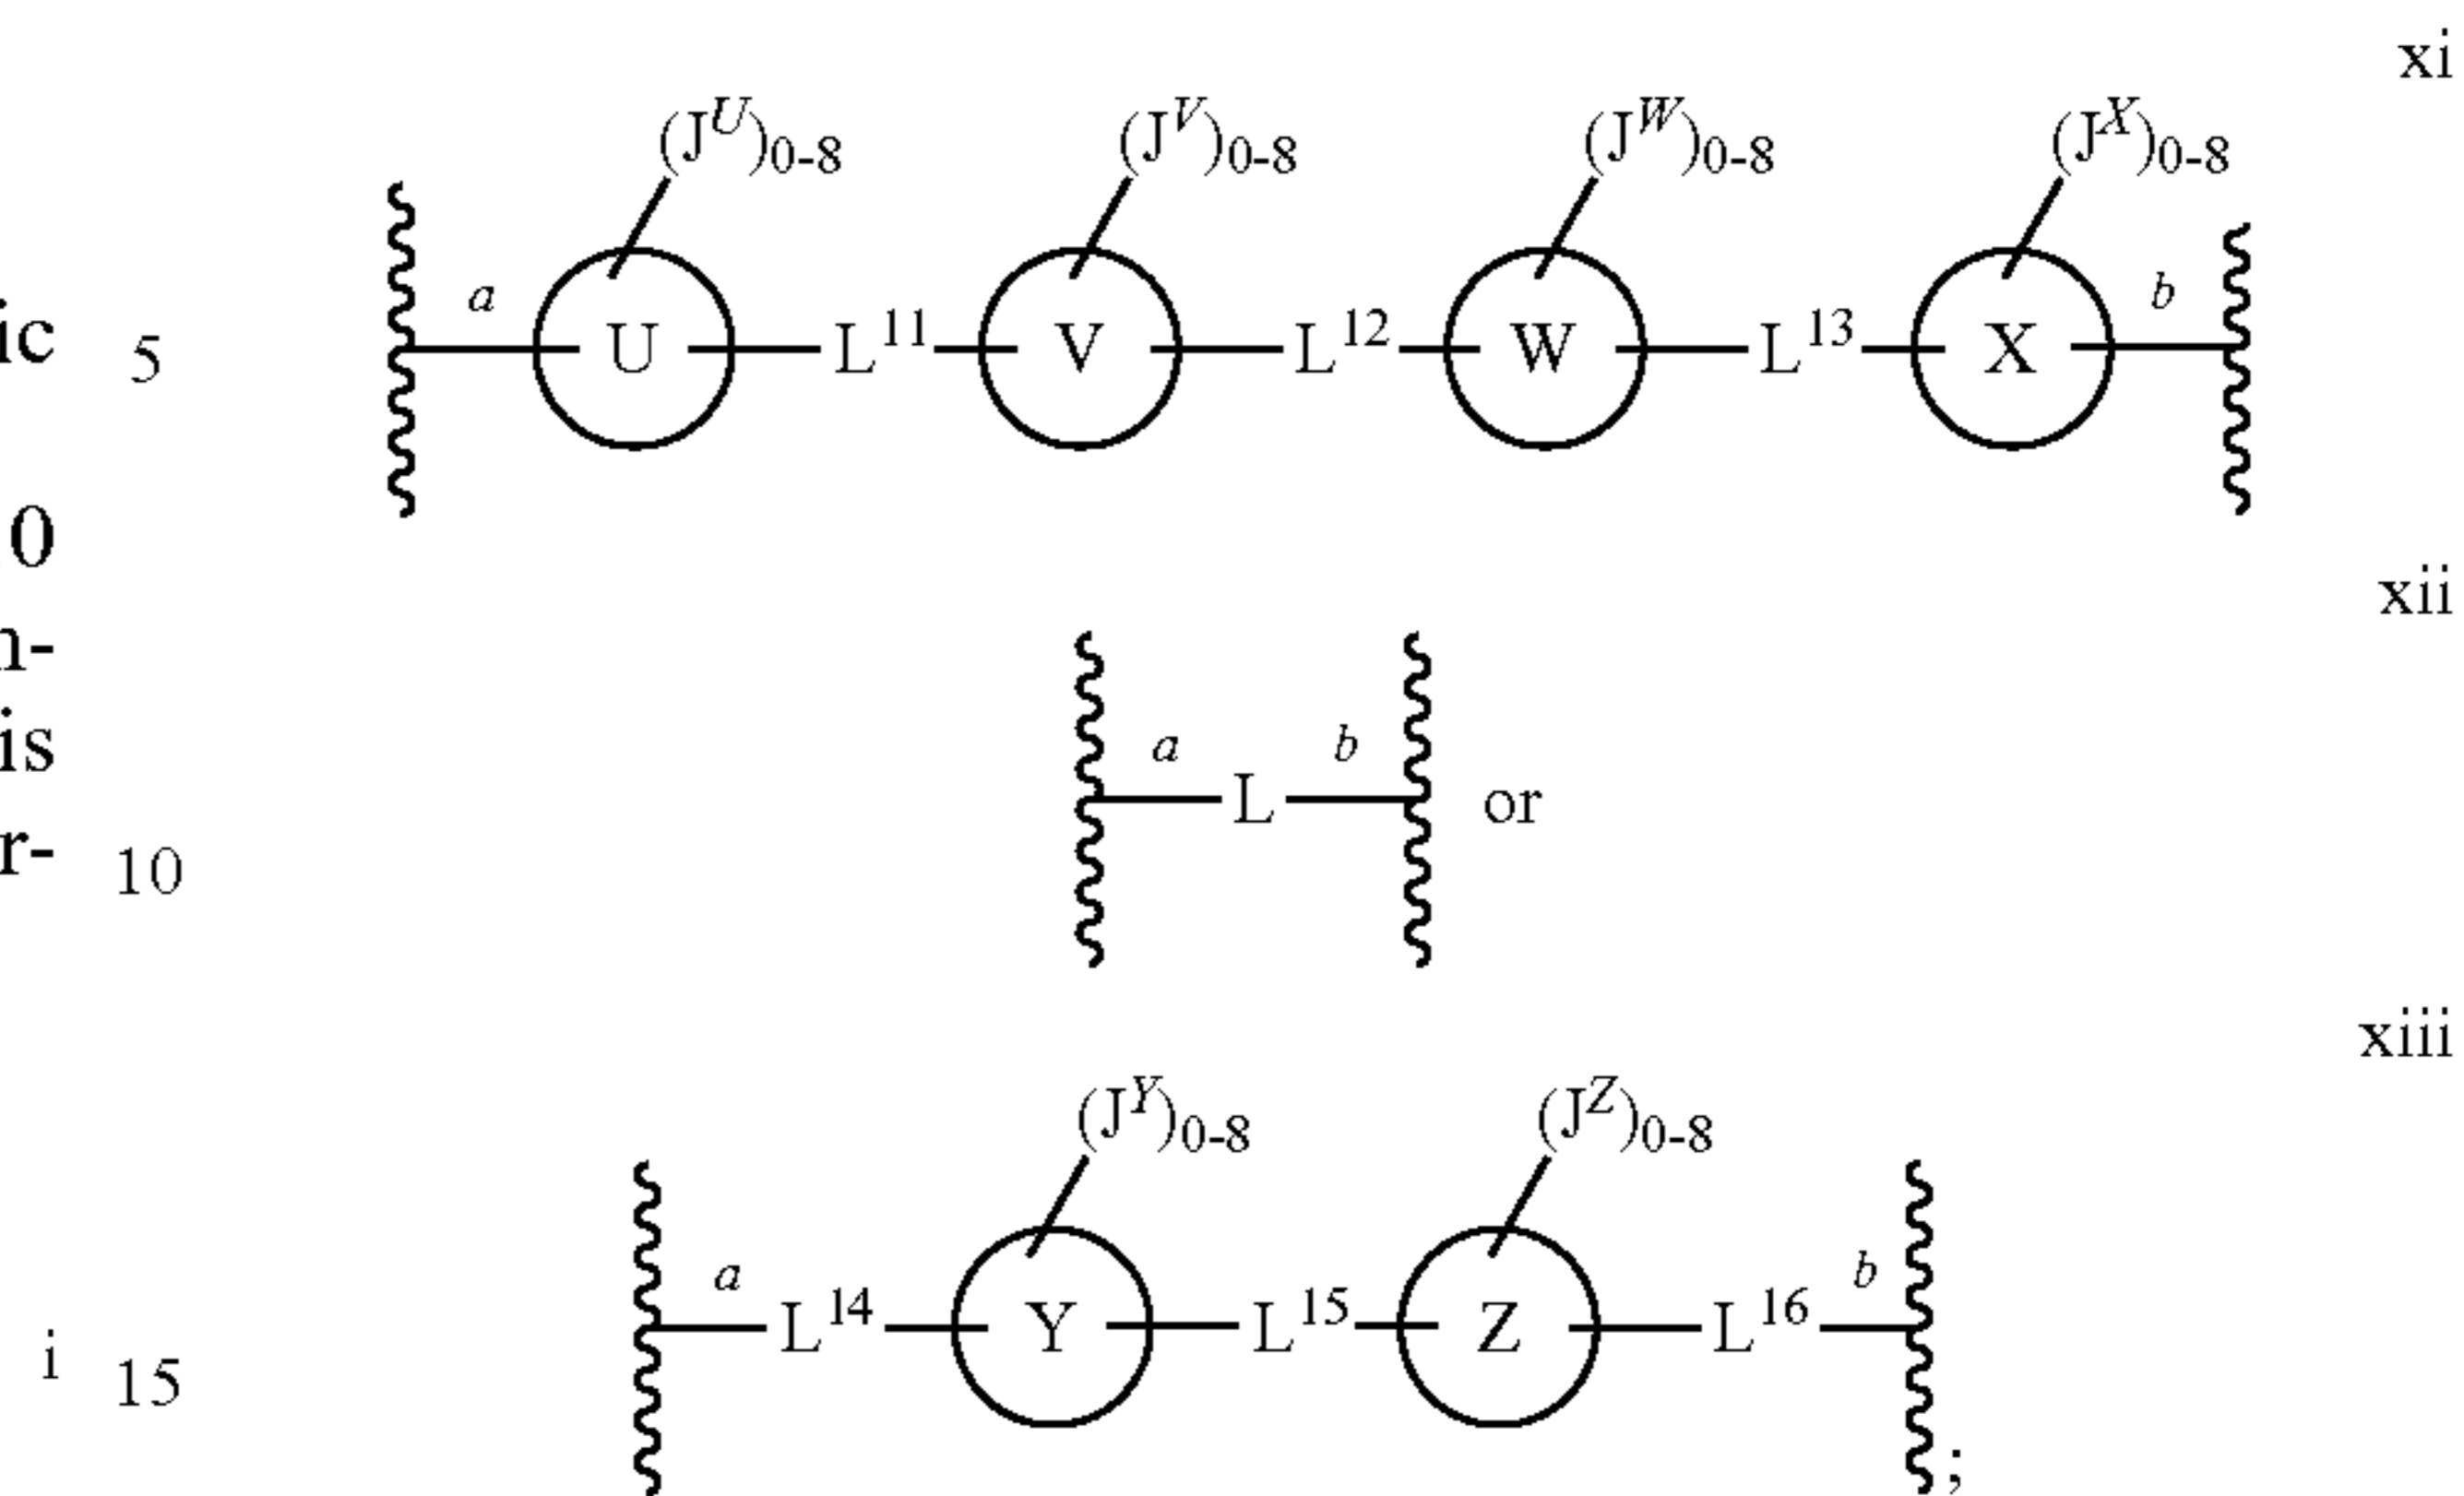 xi
(J^U)0-8 (J^V)0-8 (J^W)0-8 (J^X)0-8
a b
ic 5 U L^11 V L^12 W L^13 X
0
xii
n-
is a b
L or
r- 10
xiii
(J^Y)0-8 (J^Z)0-8
a b
L^14 Y L^15 Z L^16
i 15 ;